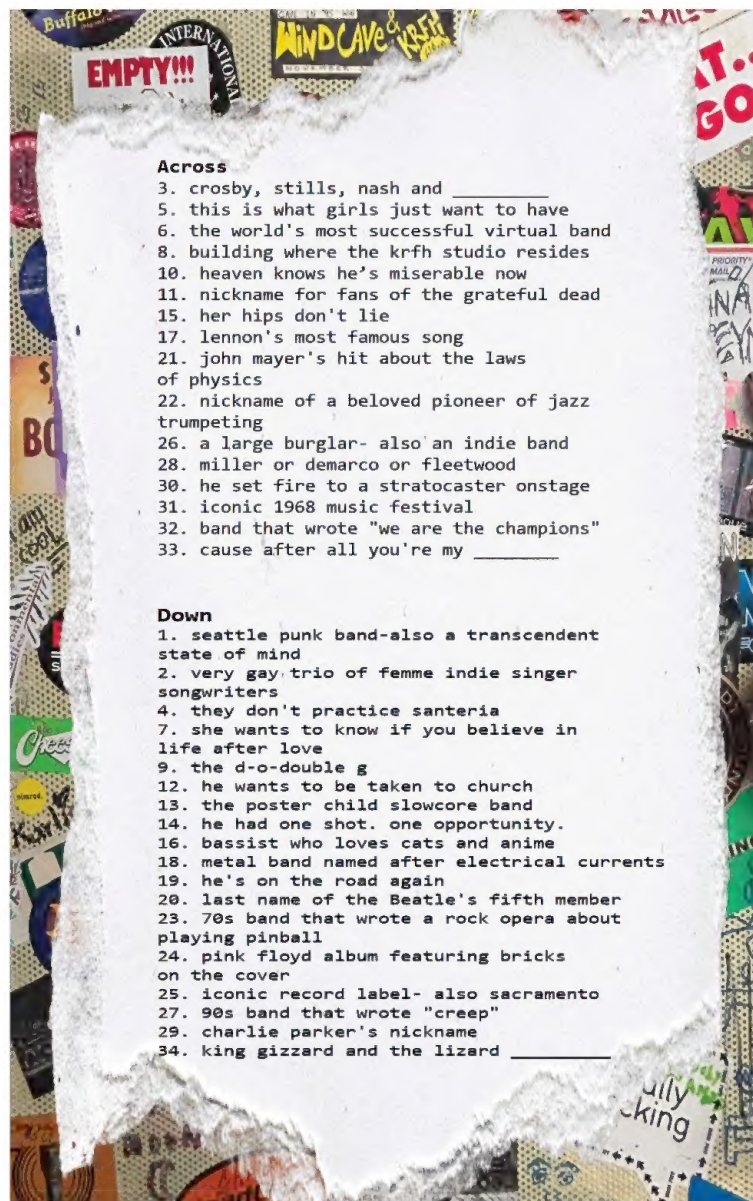 Buffalo
INTERNATIONAL
WIND CAVE &
KRFH
EMPTY!!!
GO
PRIORITY
MAIL
Across
3. crosby, stills, nash and ________
5. this is what girls just want to have
6. the world's most successful virtual band
8. building where the krfh studio resides
10. heaven knows he's miserable now
11. nickname for fans of the grateful dead
15. her hips don't lie
17. lennon's most famous song
21. john mayer's hit about the laws
of physics
22. nickname of a beloved pioneer of jazz
trumpeting
26. a large burglar- also an indie band
28. miller or demarco or fleetwood
30. he set fire to a stratocaster onstage
31. iconic 1968 music festival
32. band that wrote "we are the champions"
33. cause after all you're my _______
Down
1. seattle punk band-also a transcendent
state of mind
2. very gay trio of femme indie singer
songwriters
4. they don't practice santeria
7. she wants to know if you believe in
life after love
9. the d-o-double g
12. he wants to be taken to church
13. the poster child slowcore band
14. he had one shot. one opportunity.
16. bassist who loves cats and anime
18. metal band named after electrical currents
19. he's on the road again
20. last name of the Beatle's fifth member
23. 70s band that wrote a rock opera about
playing pinball
24. pink floyd album featuring bricks
on the cover
25. iconic record label- also sacramento
27. 90s band that wrote "creep"
29. charlie parker's nickname
34. king gizzard and the lizard ________